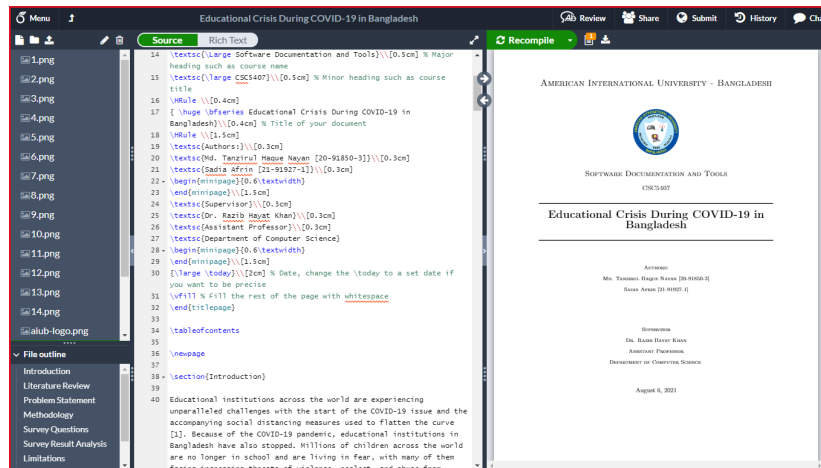 Menu
Educational Crisis During COVID-19 in Bangladesh
Review
Share
Submit
History
Cha
Source
Rich Text
Recompile
1
1.png
2.png
3.png
4.png
5.png
6.png
7.png
8.png
9.png
10.png
11.png
12.png
13.png
14.png
aiub-logo.png
File outline
Introduction
Literature Review
Problem Statement
Methodology
Survey Questions
Survey Result Analysis
Limitations
14 \textsc{\Large Software Documentation and Tools}\\[0.5cm] % Major
heading such as course name
15 \textsc{\large CSC5407}\\[0.5cm] % Minor heading such as course
title
16 \HRule \\[0.4cm]
17 { \huge \bfseries Educational Crisis During COVID-19 in
Bangladesh}\\[0.4cm] % Title of your document
18 \HRule \\[1.5cm]
19 \textsc{Authors:}\\[0.3cm]
20 \textsc{Md. Tanzirul Haque Nayan [20-91850-3]}\\[0.3cm]
21 \textsc{Sadia Afrin [21-91927-1]}\\[0.3cm]
22 \begin{minipage}{0.6\textwidth}
23 \end{minipage}\\[1.5cm]
24 \textsc{Supervisor}\\[0.3cm]
25 \textsc{Dr. Razib Hayat Khan}\\[0.3cm]
26 \textsc{Assistant Professor}\\[0.3cm]
27 \textsc{Department of Computer Science}
28 \begin{minipage}{0.6\textwidth}
29 \end{minipage}\\[1.5cm]
30 {\large \today}\\[2cm] % Date, change the \today to a set date if
you want to be precise
31 \vfill % Fill the rest of the page with whitespace
32 \end{titlepage}
33
34 \tableofcontents
35
36 \newpage
37
38 \section{Introduction}
39
40 Educational institutions across the world are experiencing
unparalleled challenges with the start of the COVID-19 issue and the
accompanying social distancing measures used to flatten the curve
[1]. Because of the COVID-19 pandemic, educational institutions in
Bangladesh have also stopped. Millions of children across the world
are no longer in school and are living in fear, with many of them
American International University - Bangladesh
Software Documentation and Tools
CSC5407
Educational Crisis During COVID-19 in
Bangladesh
Authors:
Md. Tanzirul Haque Nayan [20-91850-3]
Sadia Afrin [21-91927-1]
Supervisor
Dr. Razib Hayat Khan
Assistant Professor
Department of Computer Science
August 6, 2021